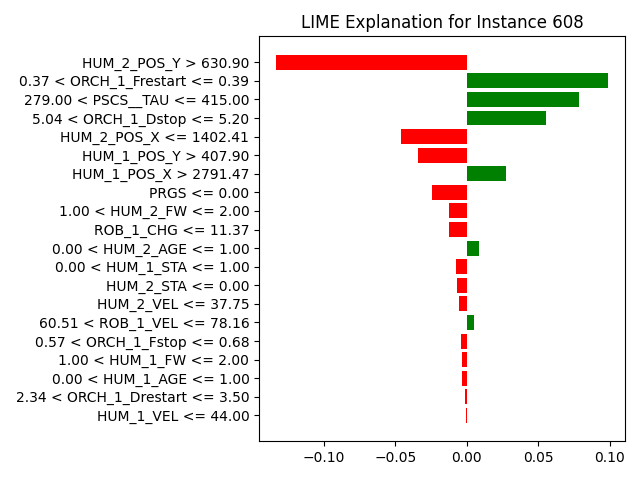 LIME Explanation for Instance 608
HUM_2_POS_Y > 630.90
0.37 < ORCH_1_Frestart <= 0.39
279.00 < PSCS__TAU <= 415.00
5.04 < ORCH_1_Dstop <= 5.20
HUM_2_POS_X <= 1402.41
HUM_1_POS_Y > 407.90
HUM_1_POS_X > 2791.47
PRGS <= 0.00
1.00 < HUM_2_FW <= 2.00
ROB_1_CHG <= 11.37
0.00 < HUM_2_AGE <= 1.00
0.00 < HUM_1_STA <= 1.00
HUM_2_STA <= 0.00
HUM_2_VEL <= 37.75
60.51 < ROB_1_VEL <= 78.16
0.57 < ORCH_1_Fstop <= 0.68
1.00 < HUM_1_FW <= 2.00
0.00 < HUM_1_AGE <= 1.00
2.34 < ORCH_1_Drestart <= 3.50
HUM_1_VEL <= 44.00
−0.10 −0.05 0.00 0.05 0.10